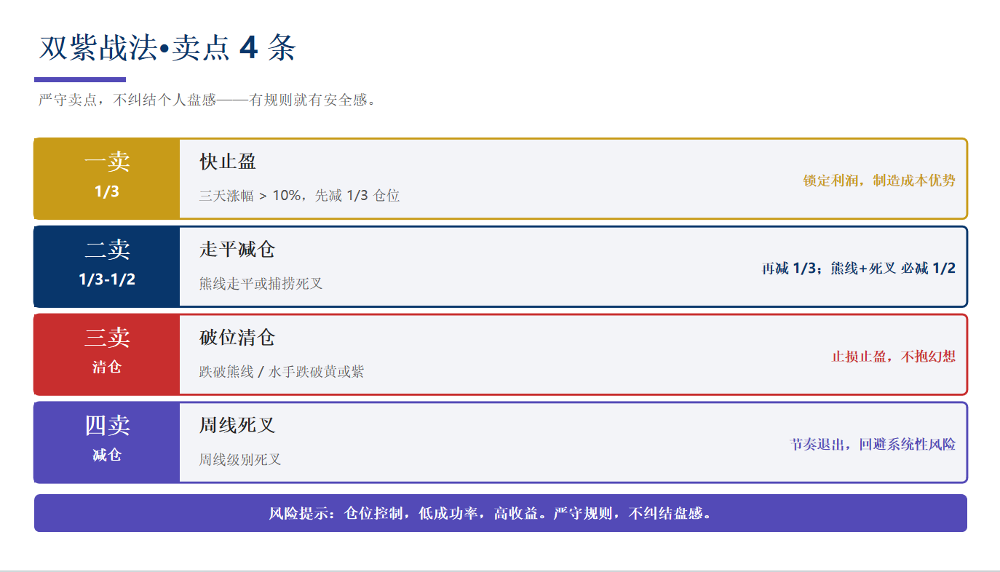 双紫战法•卖点 4 条
严守卖点，不纠结个人盘感——有规则就有安全感。
一卖
1/3
快止盈
三天涨幅 > 10%，先减 1/3 仓位
锁定利润，制造成本优势
二卖
1/3-1/2
走平减仓
熊线走平或捕捞死叉
再减 1/3；熊线+死叉 必减 1/2
三卖
清仓
破位清仓
跌破熊线 / 水手跌破黄或紫
止损止盈，不抱幻想
四卖
减仓
周线死叉
周线级别死叉
节奏退出，回避系统性风险
风险提示：仓位控制，低成功率，高收益。严守规则，不纠结盘感。